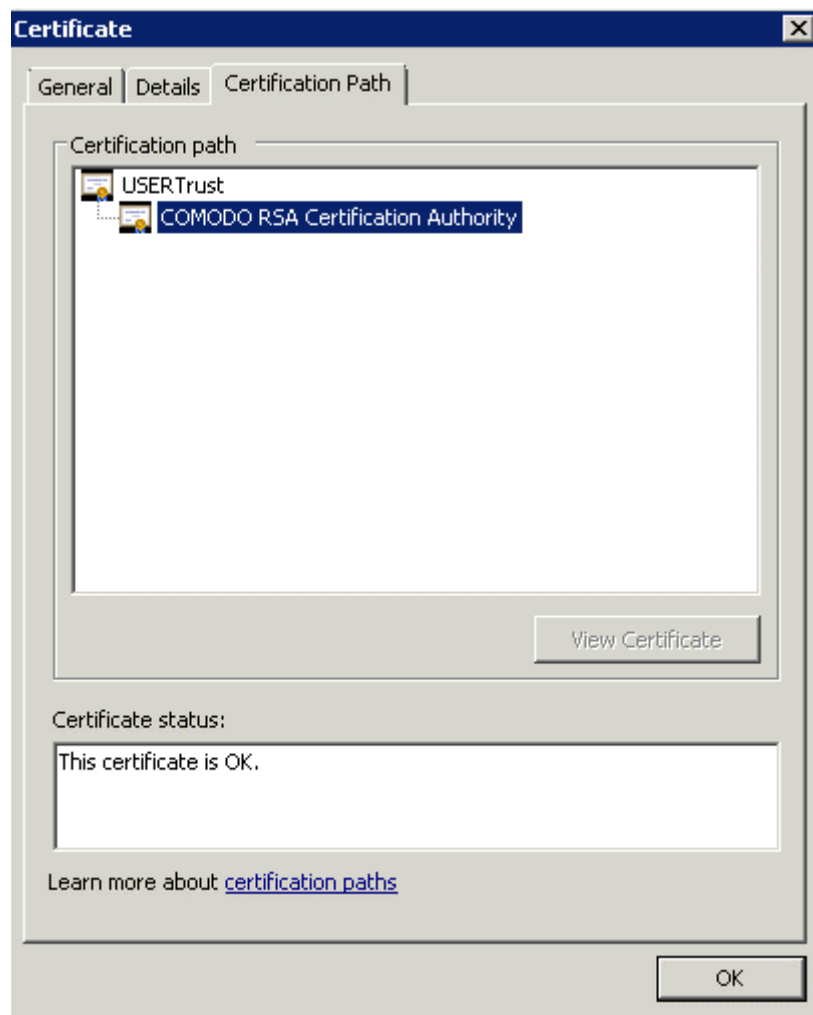 Certificate
General
Details
Certification Path
Certification path
USERTrust
COMODO RSA Certification Authority
View Certificate
Certificate status:
This certificate is OK.
Learn more about certification paths
OK